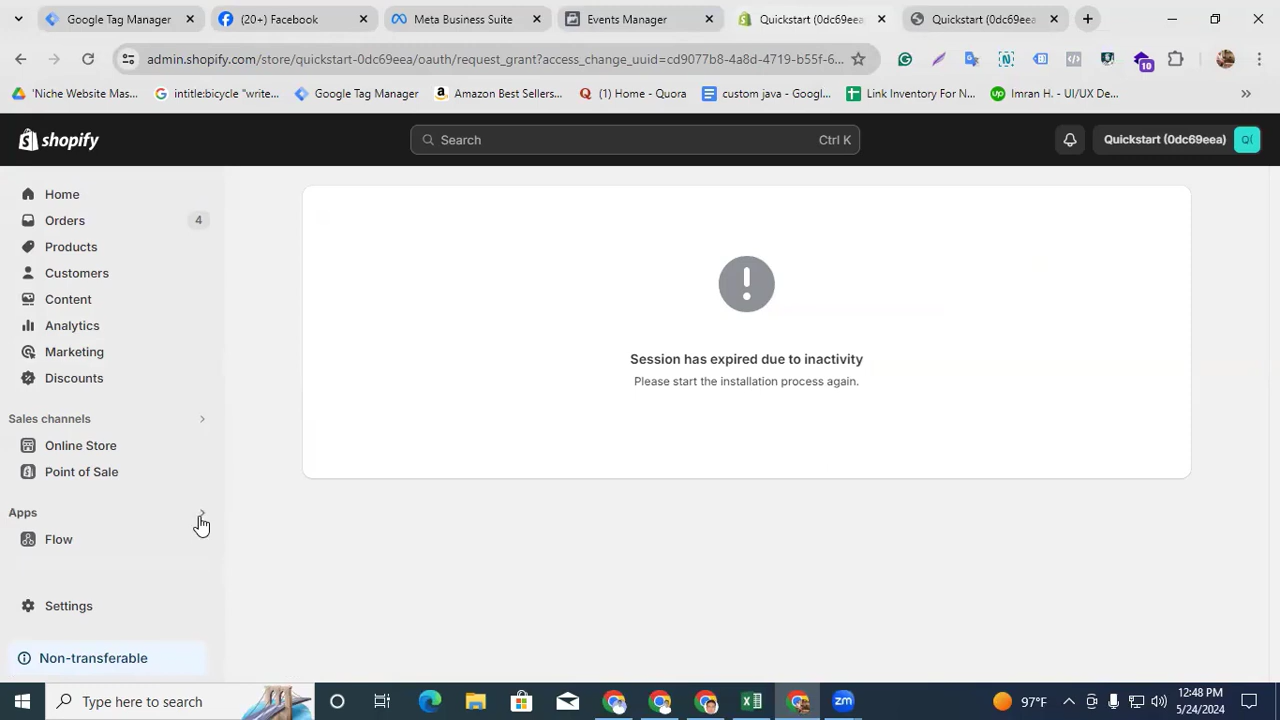 Google Tag Manager
(20+) Facebook
Meta Business Suite
Events Manager
Quickstart (0dc69eea
Quickstart (0dc69eea
admin.shopify.com/store/quickstart-0dc69eea/oauth/request_grant?access_change_uuid=cd9077b8-4a8d-4719-b55f-6...
10
'Niche Website Mas...
intitle:bicycle "write...
Google Tag Manager
Amazon Best Sellers...
(1) Home - Quora
custom java - Googl...
Link Inventory For N...
Imran H. - UI/UX De...
shopify
Search
Ctrl K
Quickstart (0dc69eea)
Q(
Home
Orders
4
Products
Customers
Content
Analytics
Marketing
Discounts
Sales channels
Online Store
Point of Sale
Apps
Flow
Settings
Non-transferable
Session has expired due to inactivity
Please start the installation process again.
Type here to search
zm
97°F
12:48 PM
5/24/2024